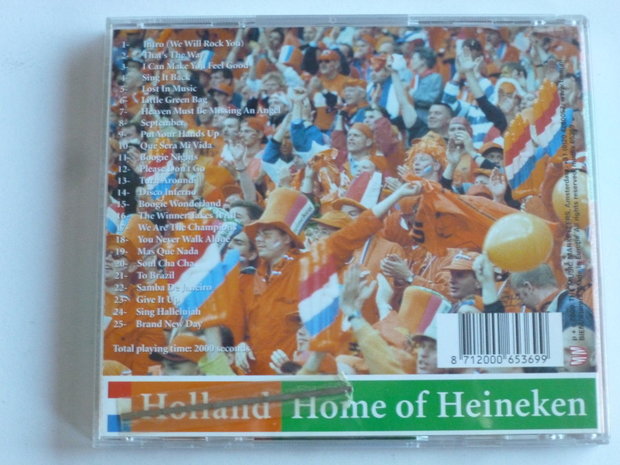 1- Intro (We Will Rock You)
2- That's The Way
3- I Can Make You Feel Good
4- Sing It Back
5- Lost In Music
6- Little Green Bag
7- Heaven Must Be Missing An Angel
8- September
9- Put Your Hands Up
10- Que Sera Mi Vida
11- Boogie Nights
12- Please Don't Go
13- Turn Around
14- Disco Inferno
15- Boogie Wonderland
16- The Winner Takes It All
17- We Are The Champions
18- You Never Walk Alone
19- Mas Que Nada
20- Soul Cha Cha
21- To Brazil
22- Samba De Janeiro
23- Give It Up
24- Sing Hallelujah
25- Brand New Day
Total playing time: 2000 seconds
8 712000 653699
Holland Home of Heineken